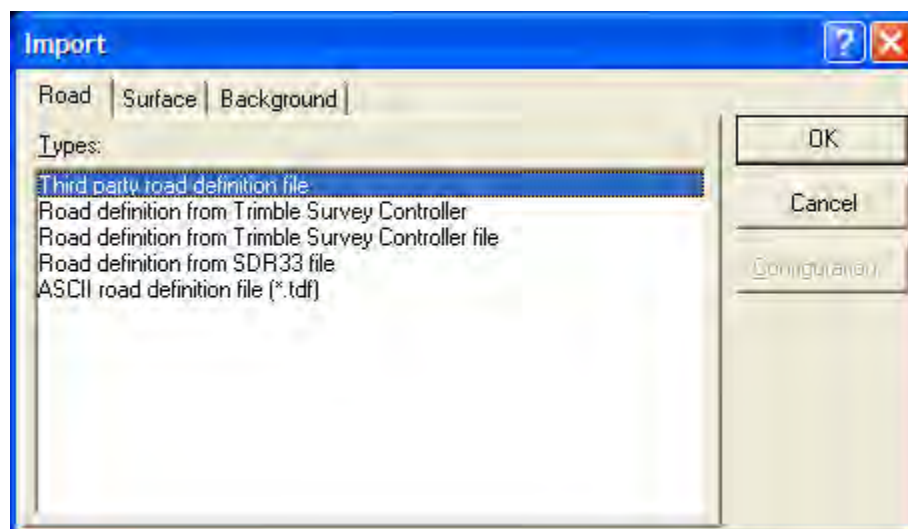 Import
Road Surface Background
Types:
OK
Third party road definition file
Road definition from Trimble Survey Controller
Cancel
Road definition from Trimble Survey Controller file
Road definition from SDR33 file
Configuration...
ASCII road definition file (*.tdf)